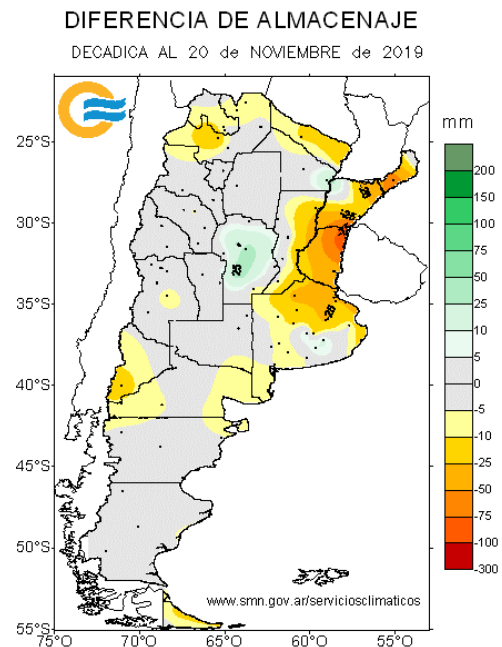 DIFERENCIA DE ALMACENAJE
DECADICA AL 20 de NOVIEMBRE de 2019
mm
25°S
30°S
35°S
40°S
45°S
50°S
55°S
75°O
70°O
65°O
60°O
55°O
200
150
100
75
50
25
10
5
0
-5
-10
-25
-50
-75
-100
-300
25
-25
www.smn.gov.ar/serviciosclimaticos